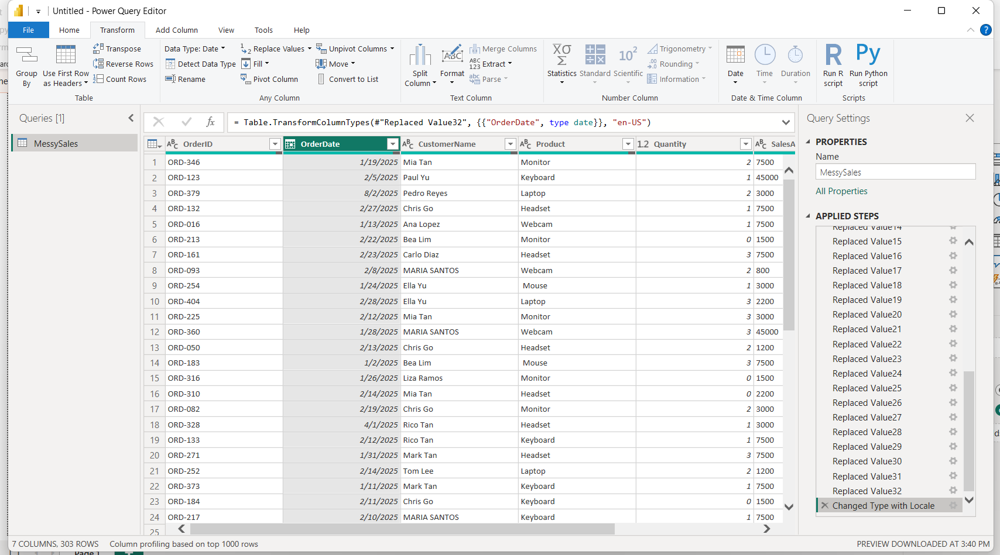 Untitled - Power Query Editor
File Home Transform Add Column View Tools Help
Group By
Use First Row as Headers
Transpose
Reverse Rows
Count Rows
Table
Data Type: Date
Detect Data Type
Rename
Replace Values
Fill
Pivot Column
Unpivot Columns
Move
Convert to List
Any Column
Split Column
Format
Merge Columns
Extract
Parse
Text Column
Statistics
Standard
Scientific
Trigonometry
Rounding
Information
Number Column
Date
Time
Duration
Date & Time Column
Run R script
Run Python script
Scripts
Queries [1]
MessySales
= Table.TransformColumnTypes(#"Replaced Value32", {{"OrderDate", type date}}, "en-US")
OrderID OrderDate CustomerName Product 1.2 Quantity SalesA
1 ORD-346 1/19/2025 Mia Tan Monitor 2 7500
2 ORD-123 2/5/2025 Paul Yu Keyboard 1 45000
3 ORD-379 8/2/2025 Pedro Reyes Laptop 2 3000
4 ORD-132 2/27/2025 Chris Go Headset 1 7500
5 ORD-016 1/13/2025 Ana Lopez Webcam 1 7500
6 ORD-213 2/22/2025 Bea Lim Monitor 0 1500
7 ORD-161 2/23/2025 Carlo Diaz Headset 3 7500
8 ORD-093 2/8/2025 MARIA SANTOS Webcam 2 800
9 ORD-254 1/24/2025 Ella Yu Mouse 1 3000
10 ORD-404 2/28/2025 Ella Yu Laptop 3 2200
11 ORD-225 2/12/2025 Mia Tan Monitor 3 3000
12 ORD-360 1/28/2025 MARIA SANTOS Webcam 3 45000
13 ORD-050 2/13/2025 Chris Go Headset 2 1200
14 ORD-183 1/2/2025 Bea Lim Mouse 3 7500
15 ORD-316 1/26/2025 Liza Ramos Monitor 0 1500
16 ORD-310 2/14/2025 Mia Tan Headset 0 2200
17 ORD-082 2/19/2025 Chris Go Monitor 2 3000
18 ORD-328 4/1/2025 Rico Tan Headset 1 3000
19 ORD-133 2/12/2025 Rico Tan Keyboard 1 7500
20 ORD-271 1/31/2025 Mark Tan Headset 3 7500
21 ORD-252 2/14/2025 Tom Lee Laptop 2 1200
22 ORD-373 1/11/2025 Mark Tan Keyboard 1 7500
23 ORD-184 2/11/2025 Chris Go Keyboard 0 1500
24 ORD-217 2/10/2025 MARIA SANTOS Keyboard 1 7500
25
Query Settings
PROPERTIES
Name
MessySales
All Properties
APPLIED STEPS
Replaced Value14
Replaced Value15
Replaced Value16
Replaced Value17
Replaced Value18
Replaced Value19
Replaced Value20
Replaced Value21
Replaced Value22
Replaced Value23
Replaced Value24
Replaced Value25
Replaced Value26
Replaced Value27
Replaced Value28
Replaced Value29
Replaced Value30
Replaced Value31
Replaced Value32
Changed Type with Locale
7 COLUMNS, 303 ROWS Column profiling based on top 1000 rows PREVIEW DOWNLOADED AT 3:40 PM
Page 1